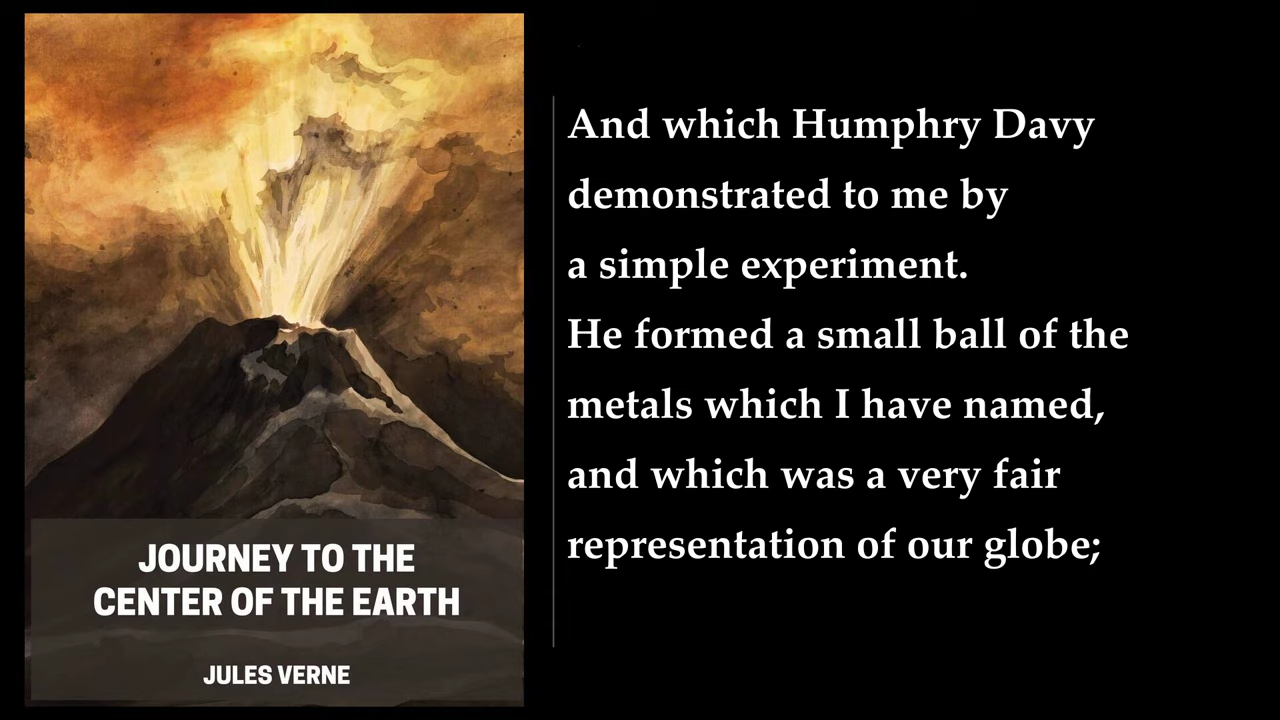 JOURNEY TO THE
CENTER OF THE EARTH
JULES VERNE
And which Humphry Davy
demonstrated to me by
a simple experiment.
He formed a small ball of the
metals which I have named,
and which was a very fair
representation of our globe;